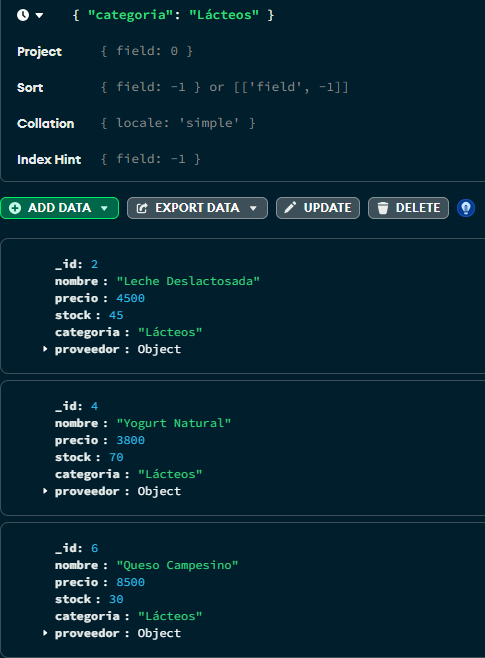 { "categoria": "Lácteos" }
Project { field: 0 }
Sort { field: -1 } or [['field', -1]]
Collation { locale: 'simple' }
Index Hint { field: -1 }
ADD DATA EXPORT DATA UPDATE DELETE
_id: 2
nombre : "Leche Deslactosada"
precio : 4500
stock : 45
categoria : "Lácteos"
proveedor : Object
_id: 4
nombre : "Yogurt Natural"
precio : 3800
stock : 70
categoria : "Lácteos"
proveedor : Object
_id: 6
nombre : "Queso Campesino"
precio : 8500
stock : 30
categoria : "Lácteos"
proveedor : Object